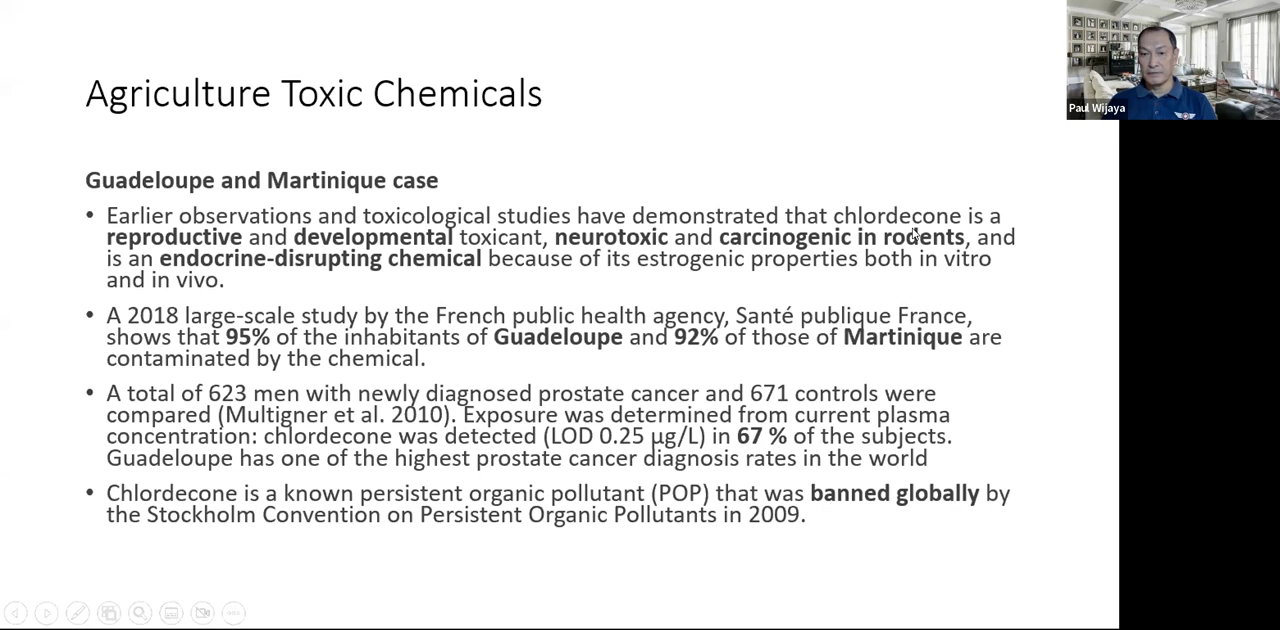 Agriculture Toxic Chemicals
Paul Wijaya
Guadeloupe and Martinique case
• Earlier observations and toxicological studies have demonstrated that chlordecone is a
reproductive and developmental toxicant, neurotoxic and carcinogenic in rodents, and
is an endocrine-disrupting chemical because of its estrogenic properties both in vitro
and in vivo.
• A 2018 large-scale study by the French public health agency, Santé publique France,
shows that 95% of the inhabitants of Guadeloupe and 92% of those of Martinique are
contaminated by the chemical.
• A total of 623 men with newly diagnosed prostate cancer and 671 controls were
compared (Multigner et al. 2010). Exposure was determined from current plasma
concentration: chlordecone was detected (LOD 0.25 µg/L) in 67 % of the subjects.
Guadeloupe has one of the highest prostate cancer diagnosis rates in the world
• Chlordecone is a known persistent organic pollutant (POP) that was banned globally by
the Stockholm Convention on Persistent Organic Pollutants in 2009.